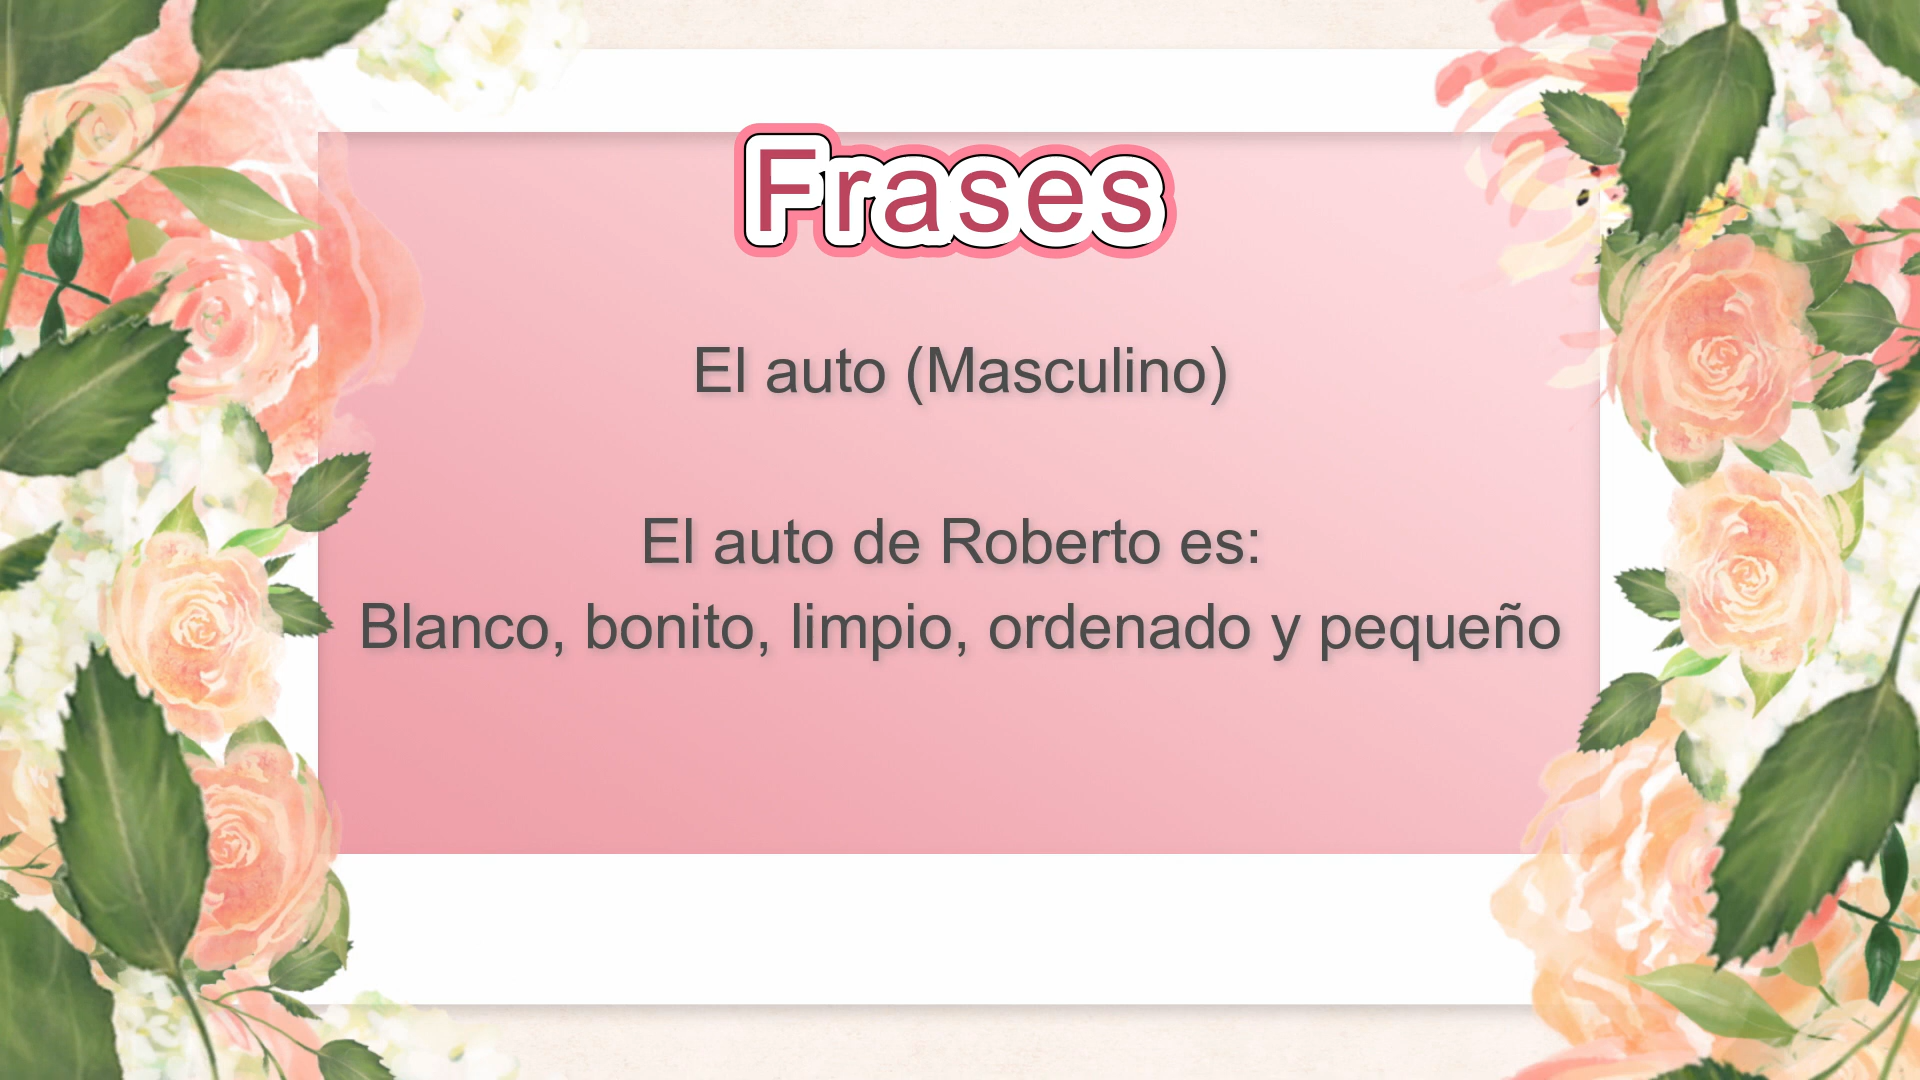 Frases
El auto (Masculino)
El auto de Roberto es:
Blanco, bonito, limpio, ordenado y pequeño